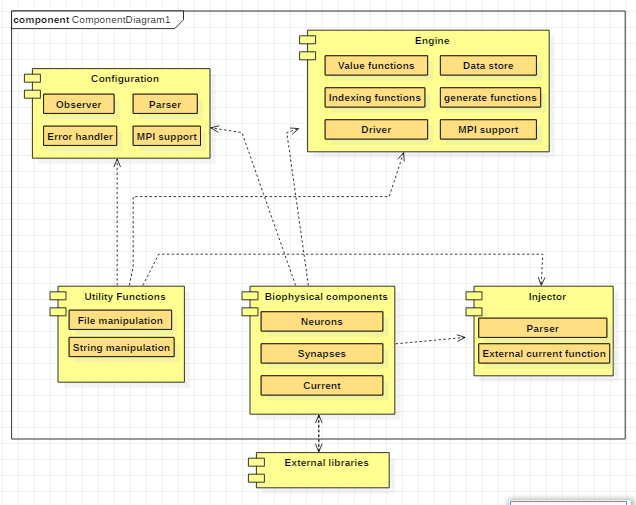 component ComponentDiagram1
Engine
Value functions
Data store
Indexing functions
generate functions
Driver
MPI support
Configuration
Observer
Parser
Error handler
MPI support
Utility Functions
File manipulation
String manipulation
Biophysical components
Neurons
Synapses
Current
Injector
Parser
External current function
External libraries